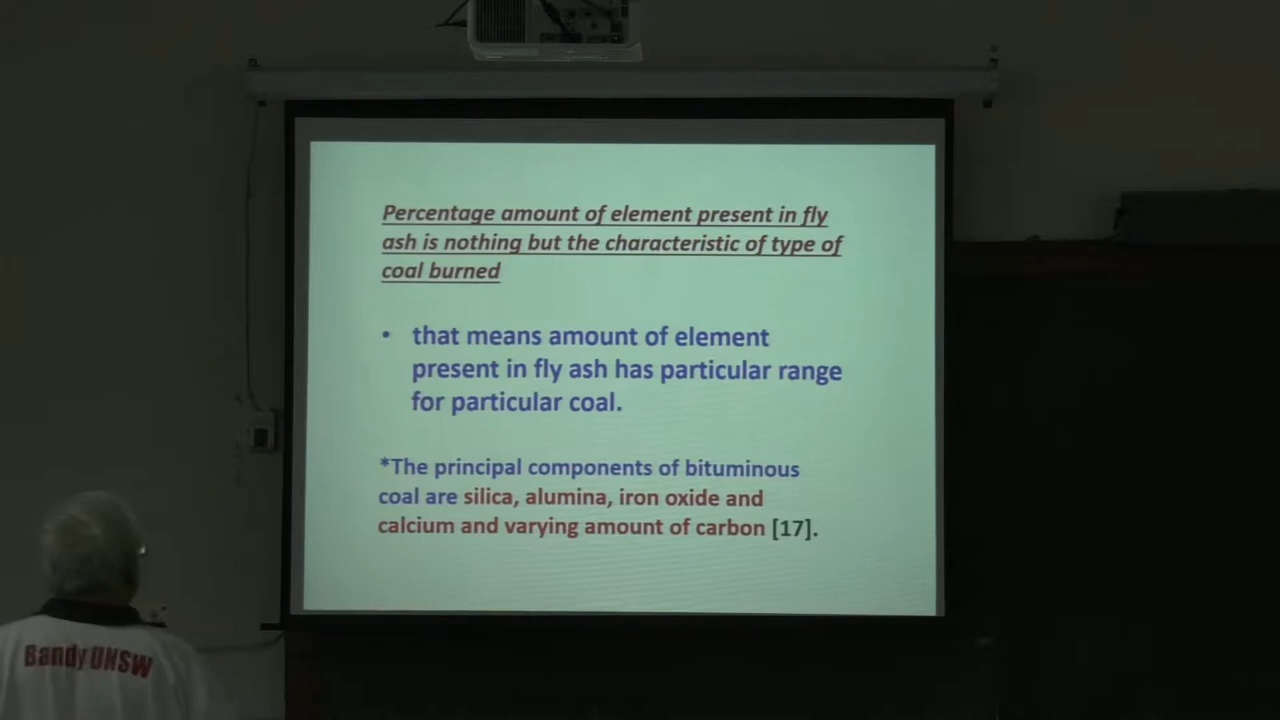 Percentage amount of element present in fly
ash is nothing but the characteristic of type of
coal burned
• that means amount of element
present in fly ash has particular range
for particular coal.
*The principal components of bituminous
coal are silica, alumina, iron oxide and
calcium and varying amount of carbon [17].
Bandy UNSW